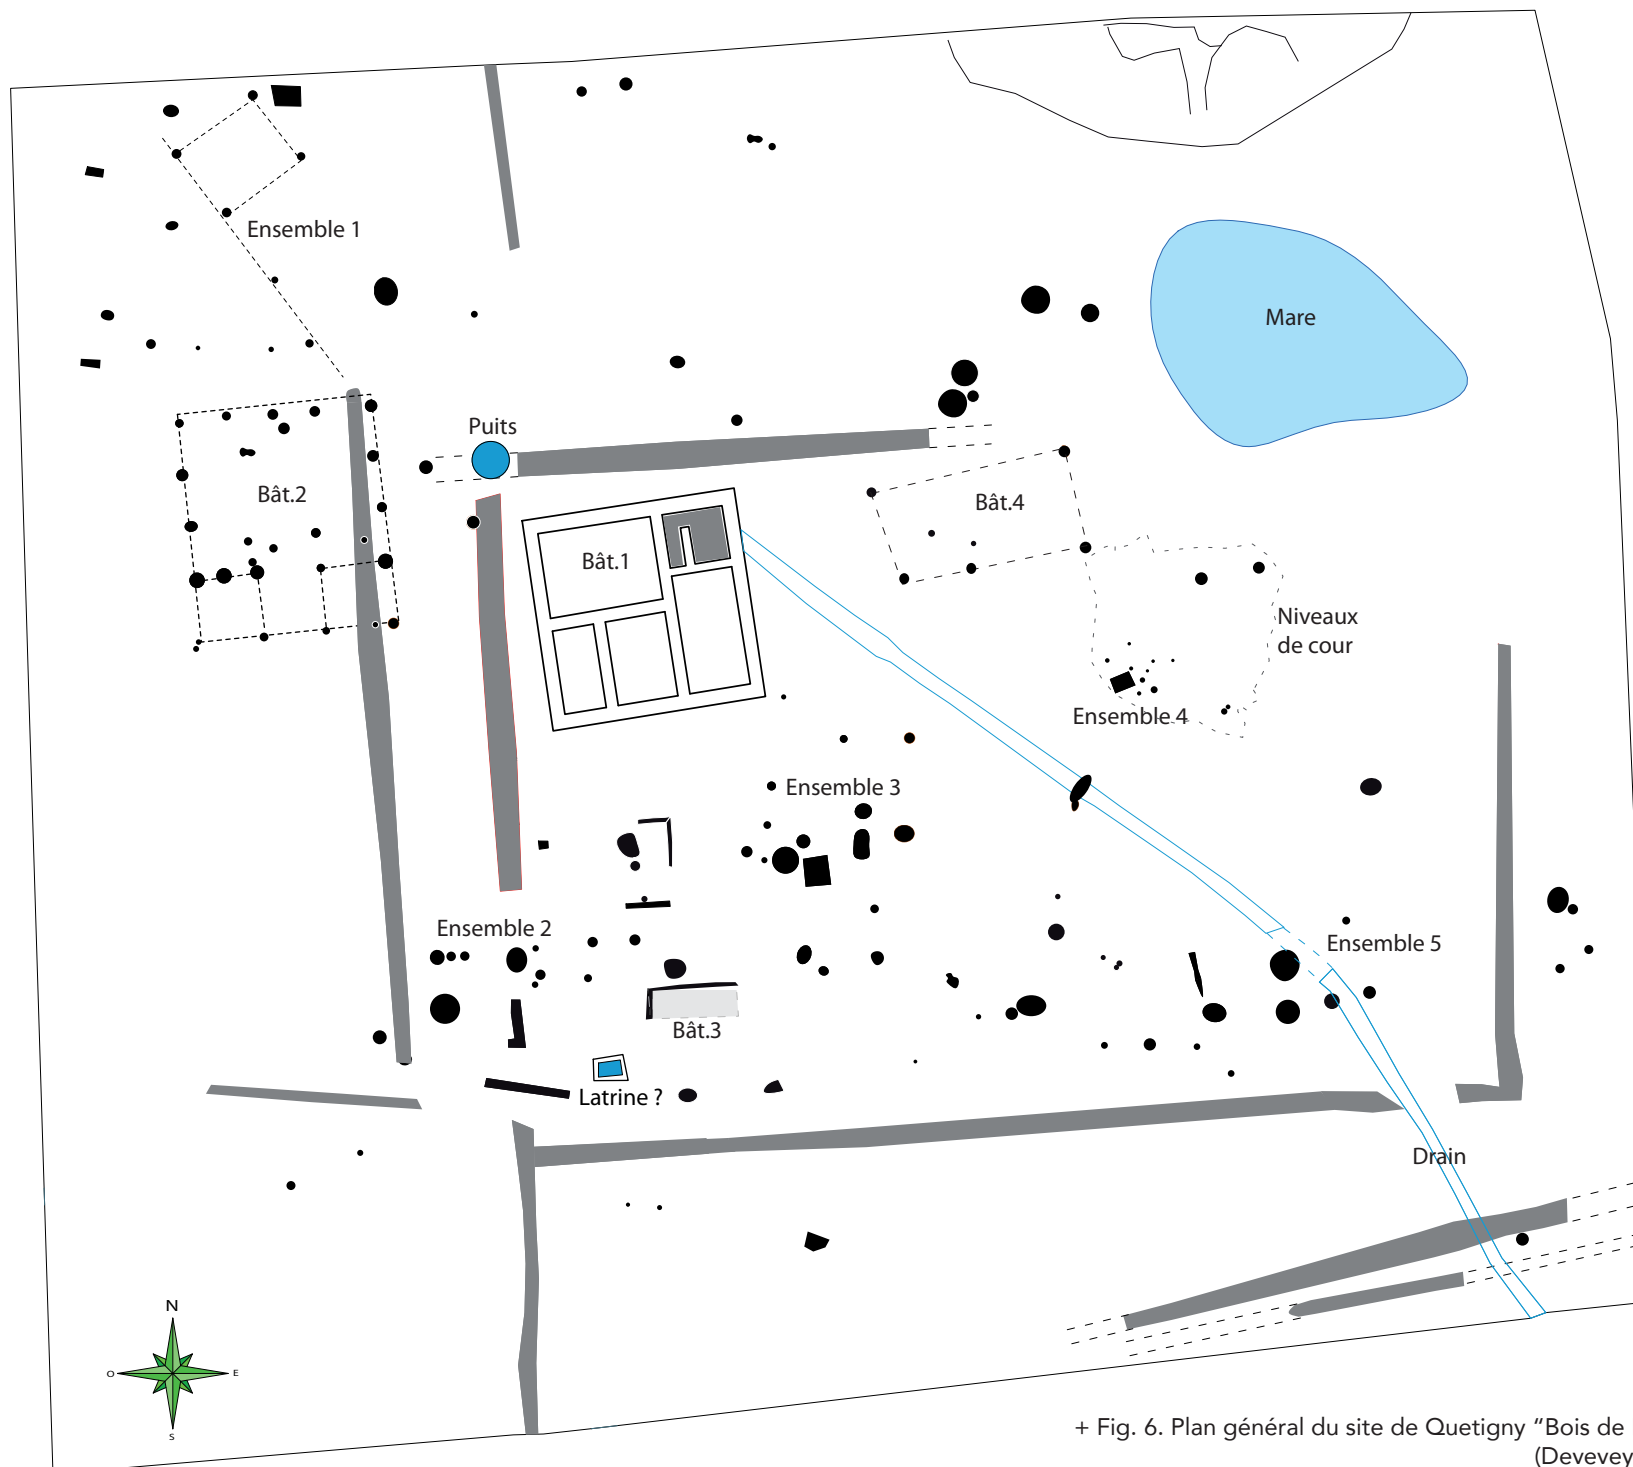 Ensemble 1
Mare
Puits
Bât.2
Bât.4
Bât.1
Niveaux
de cour
Ensemble 4
Ensemble 3
Ensemble 2
Ensemble 5
Bât.3
Latrine ?
Drain
N
O
E
S
+ Fig. 6. Plan général du site de Quetigny “Bois de
(Devevey